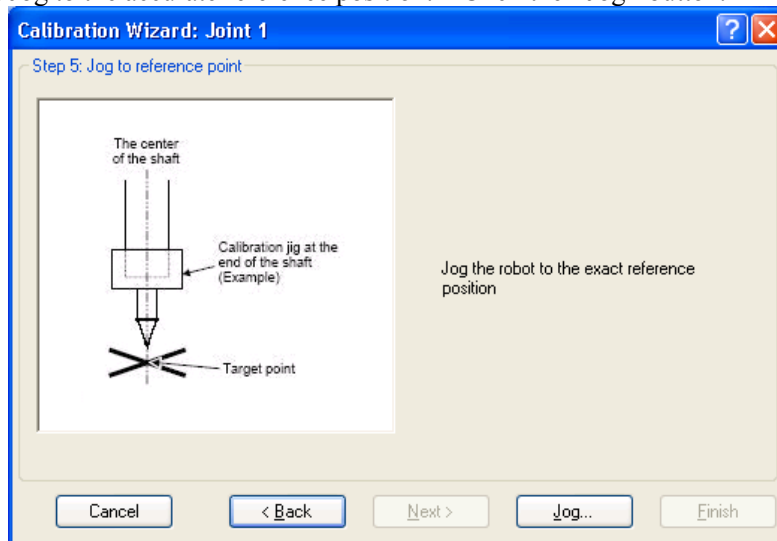 Calibration Wizard: Joint 1
Step 5: Jog to reference point
The center
of the shaft
Calibration jig at the
end of the shaft
(Example)
Jog the robot to the exact reference
position
Target point
Cancel
< Back
Next >
Jog...
Finish